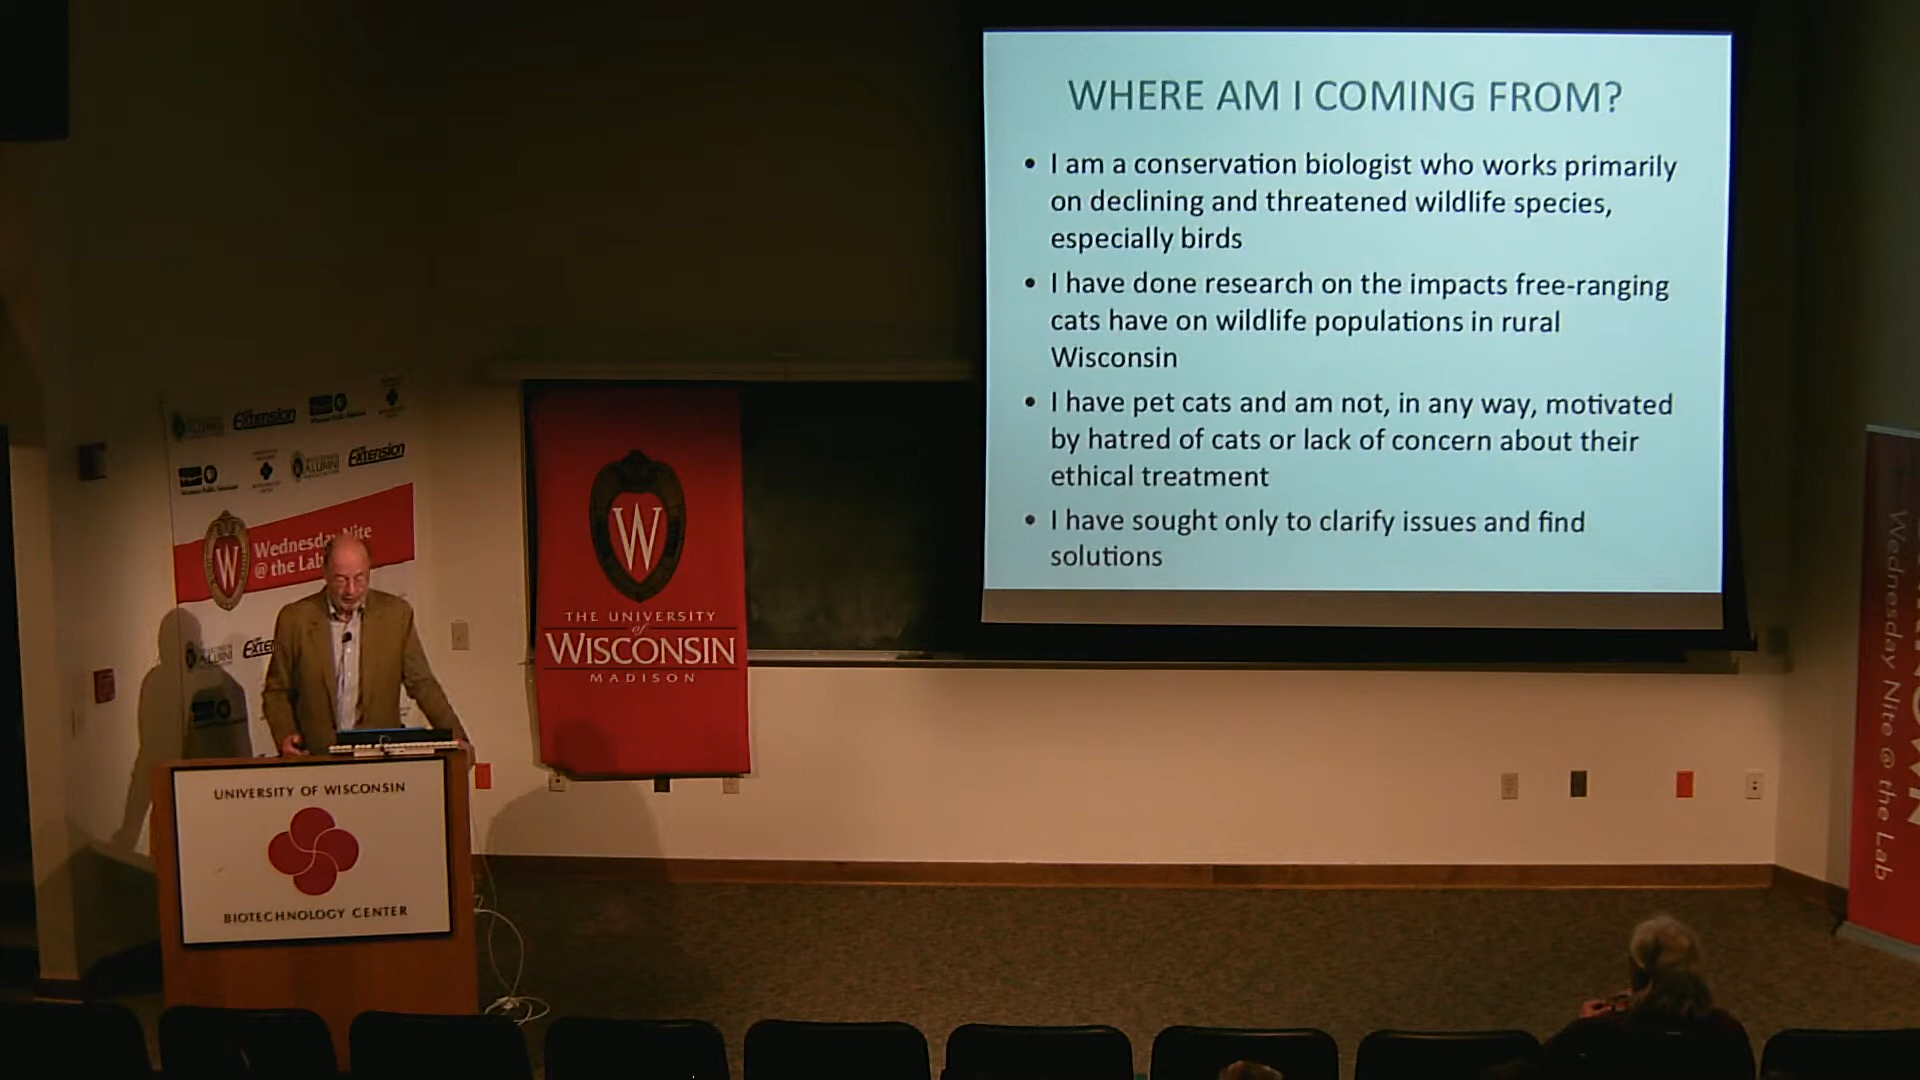 WHERE AM I COMING FROM?
• I am a conservation biologist who works primarily
on declining and threatened wildlife species,
especially birds
• I have done research on the impacts free-ranging
cats have on wildlife populations in rural
Wisconsin
• I have pet cats and am not, in any way, motivated
by hatred of cats or lack of concern about their
ethical treatment
• I have sought only to clarify issues and find
solutions
Extension
ALUMNI
Extension
W
Wednesday Nite
@ the Lab
W
THE UNIVERSITY
of
WISCONSIN
MADISON
UNIVERSITY OF WISCONSIN
BIOTECHNOLOGY CENTER
Wednesday Nite @ the Lab